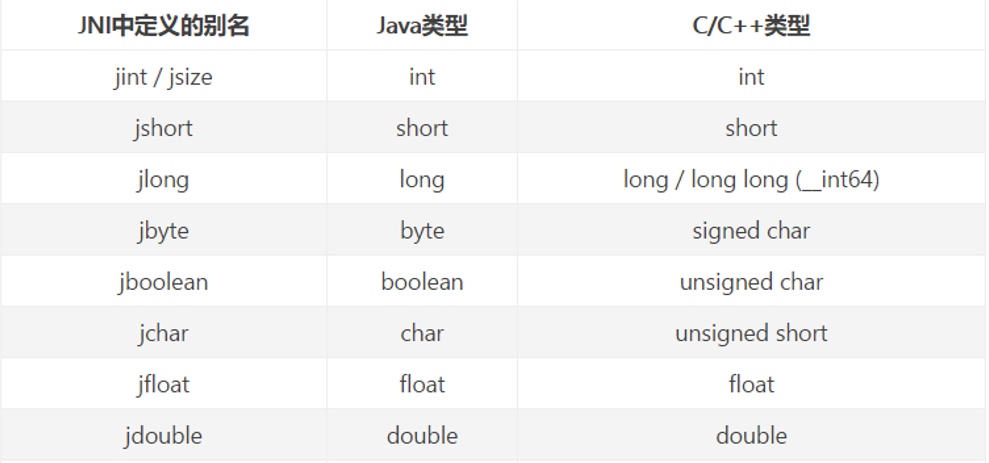 JNI中定义的别名 Java类型 C/C++类型
jint / jsize int int
jshort short short
jlong long long / long long (__int64)
jbyte byte signed char
jboolean boolean unsigned char
jchar char unsigned short
jfloat float float
jdouble double double